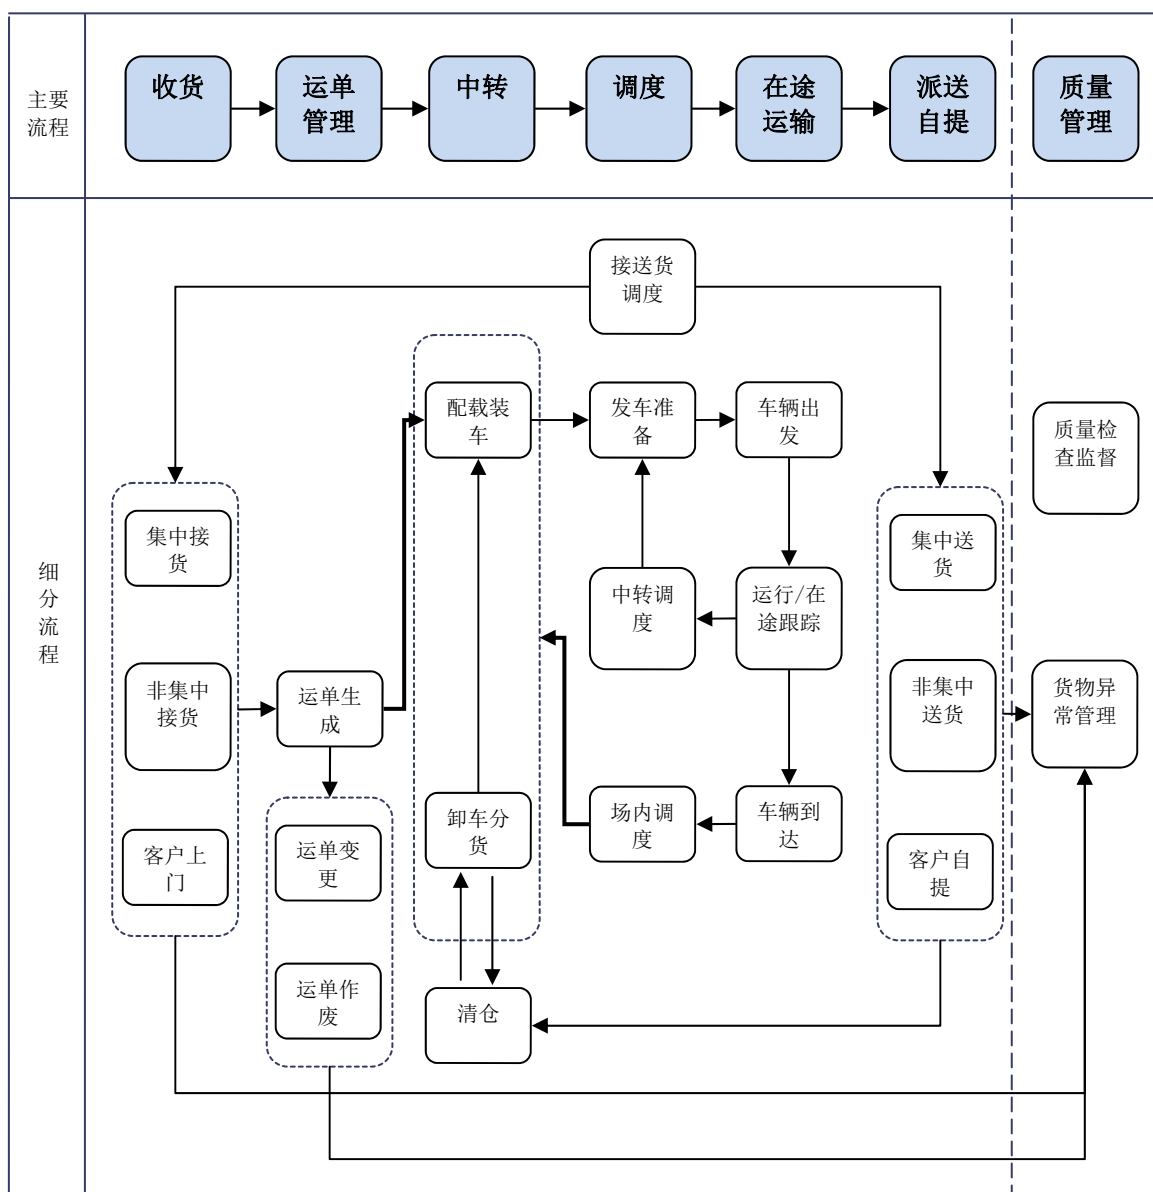 主要
流程
收货
运单
管理
中转
调度
在途
运输
派送
自提
质量
管理
细
分
流
程
接送货
调度
配载装
车
发车准
备
车辆出
发
质量检
查监督
集中接
货
集中送
货
中转调
度
运行/在
途跟踪
非集中
接货
运单生
成
非集中
送货
货物异
常管理
卸车分
货
场内调
度
车辆到
达
客户上
门
运单变
更
客户自
提
运单作
废
清仓